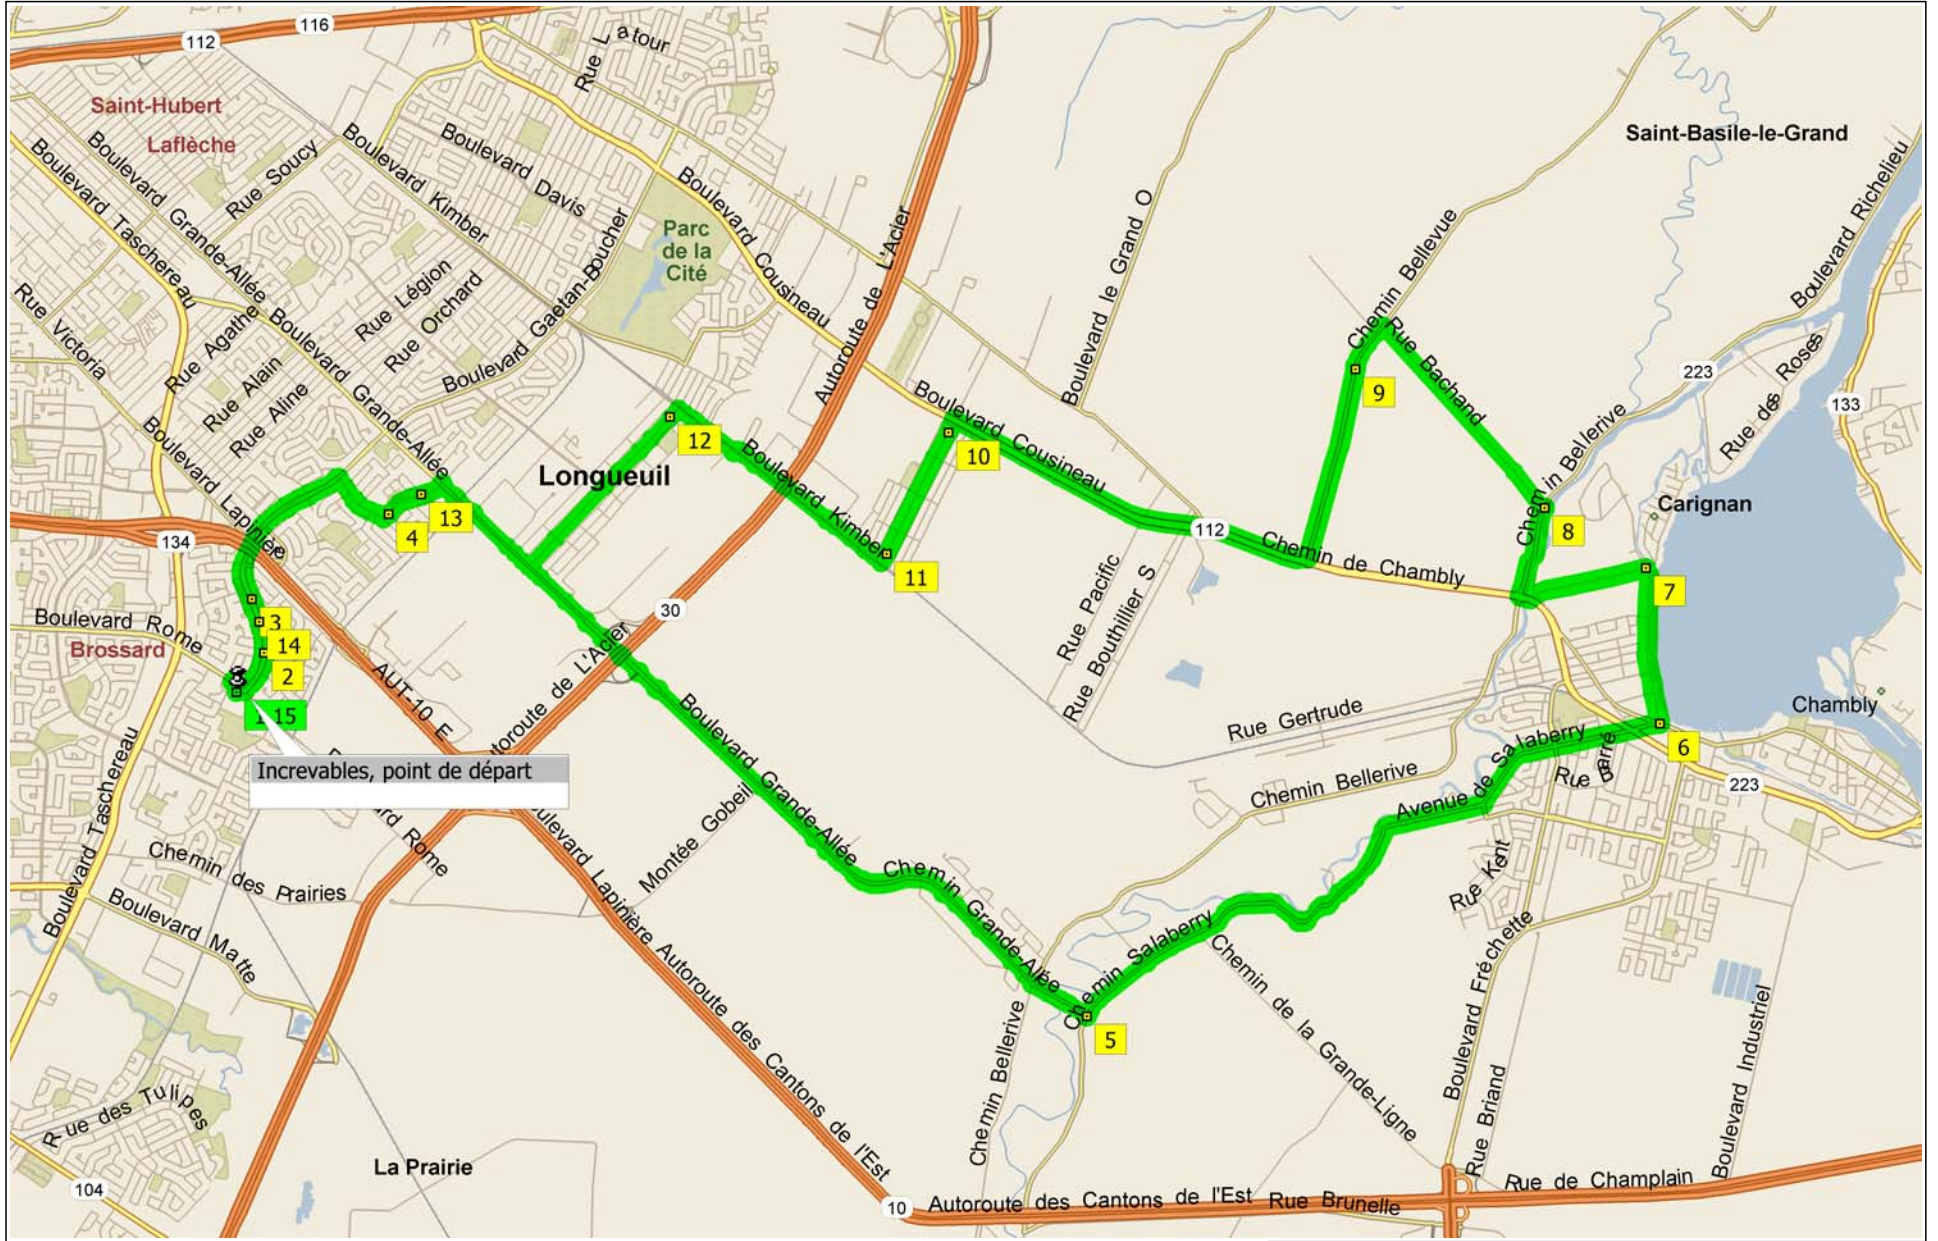 116
112
Rue Latour
Saint-Hubert
Laflèche
Saint-Basile-le-Grand
Boulevard Taschereau
Boulevard Grande-Allée
Rue Soucy
Boulevard Kimber
Boulevard Davis
Boulevard Cousineau
Parc
de la
Cité
Autoroute de L'Acier
Boulevard le Grand O
Chemin Bellevue
Boulevard Richelieu
Rue Victoria
Rue Agathe
Rue Légion
Rue Orchard
Boulevard Gaetan-Boucher
Rue Alain
Rue Aline
Boulevard Grande-Allée
Rue Bachand
223
Rue des Roses
133
9
Boulevard Lapinière
12
Boulevard Kimber
Boulevard Cousineau
10
Longueuil
Chemin Bellerive
Carignan
13
4
8
134
112
Chemin de Chambly
11
7
Rue Pacific
Rue Bouthillier S
30
Boulevard Rome
Brossard
3
14
2
1 15
AUT-10 E
Autoroute de L'Acier
Boulevard Grande-Allée
Rue Gertrude
Chambly
6
Increvables, point de départ
Avenue de Salaberry
Rue Barré
223
Chemin Bellerive
Montée Gobeil
Boulevard Taschereau
Chemin des Prairies
Boulevard Matte
Boulevard Lapinière
Autoroute des Cantons de l'Est
Chemin Grande-Allée
Chemin Salaberry
5
Rue Kent
Chemin de la Grande-Ligne
Boulevard Fréchette
Chemin Bellerive
Rue Briand
Boulevard Industriel
Rue des Tulipes
La Prairie
104
10
Autoroute des Cantons de l'Est
Rue Brunelle
Rue de Champlain